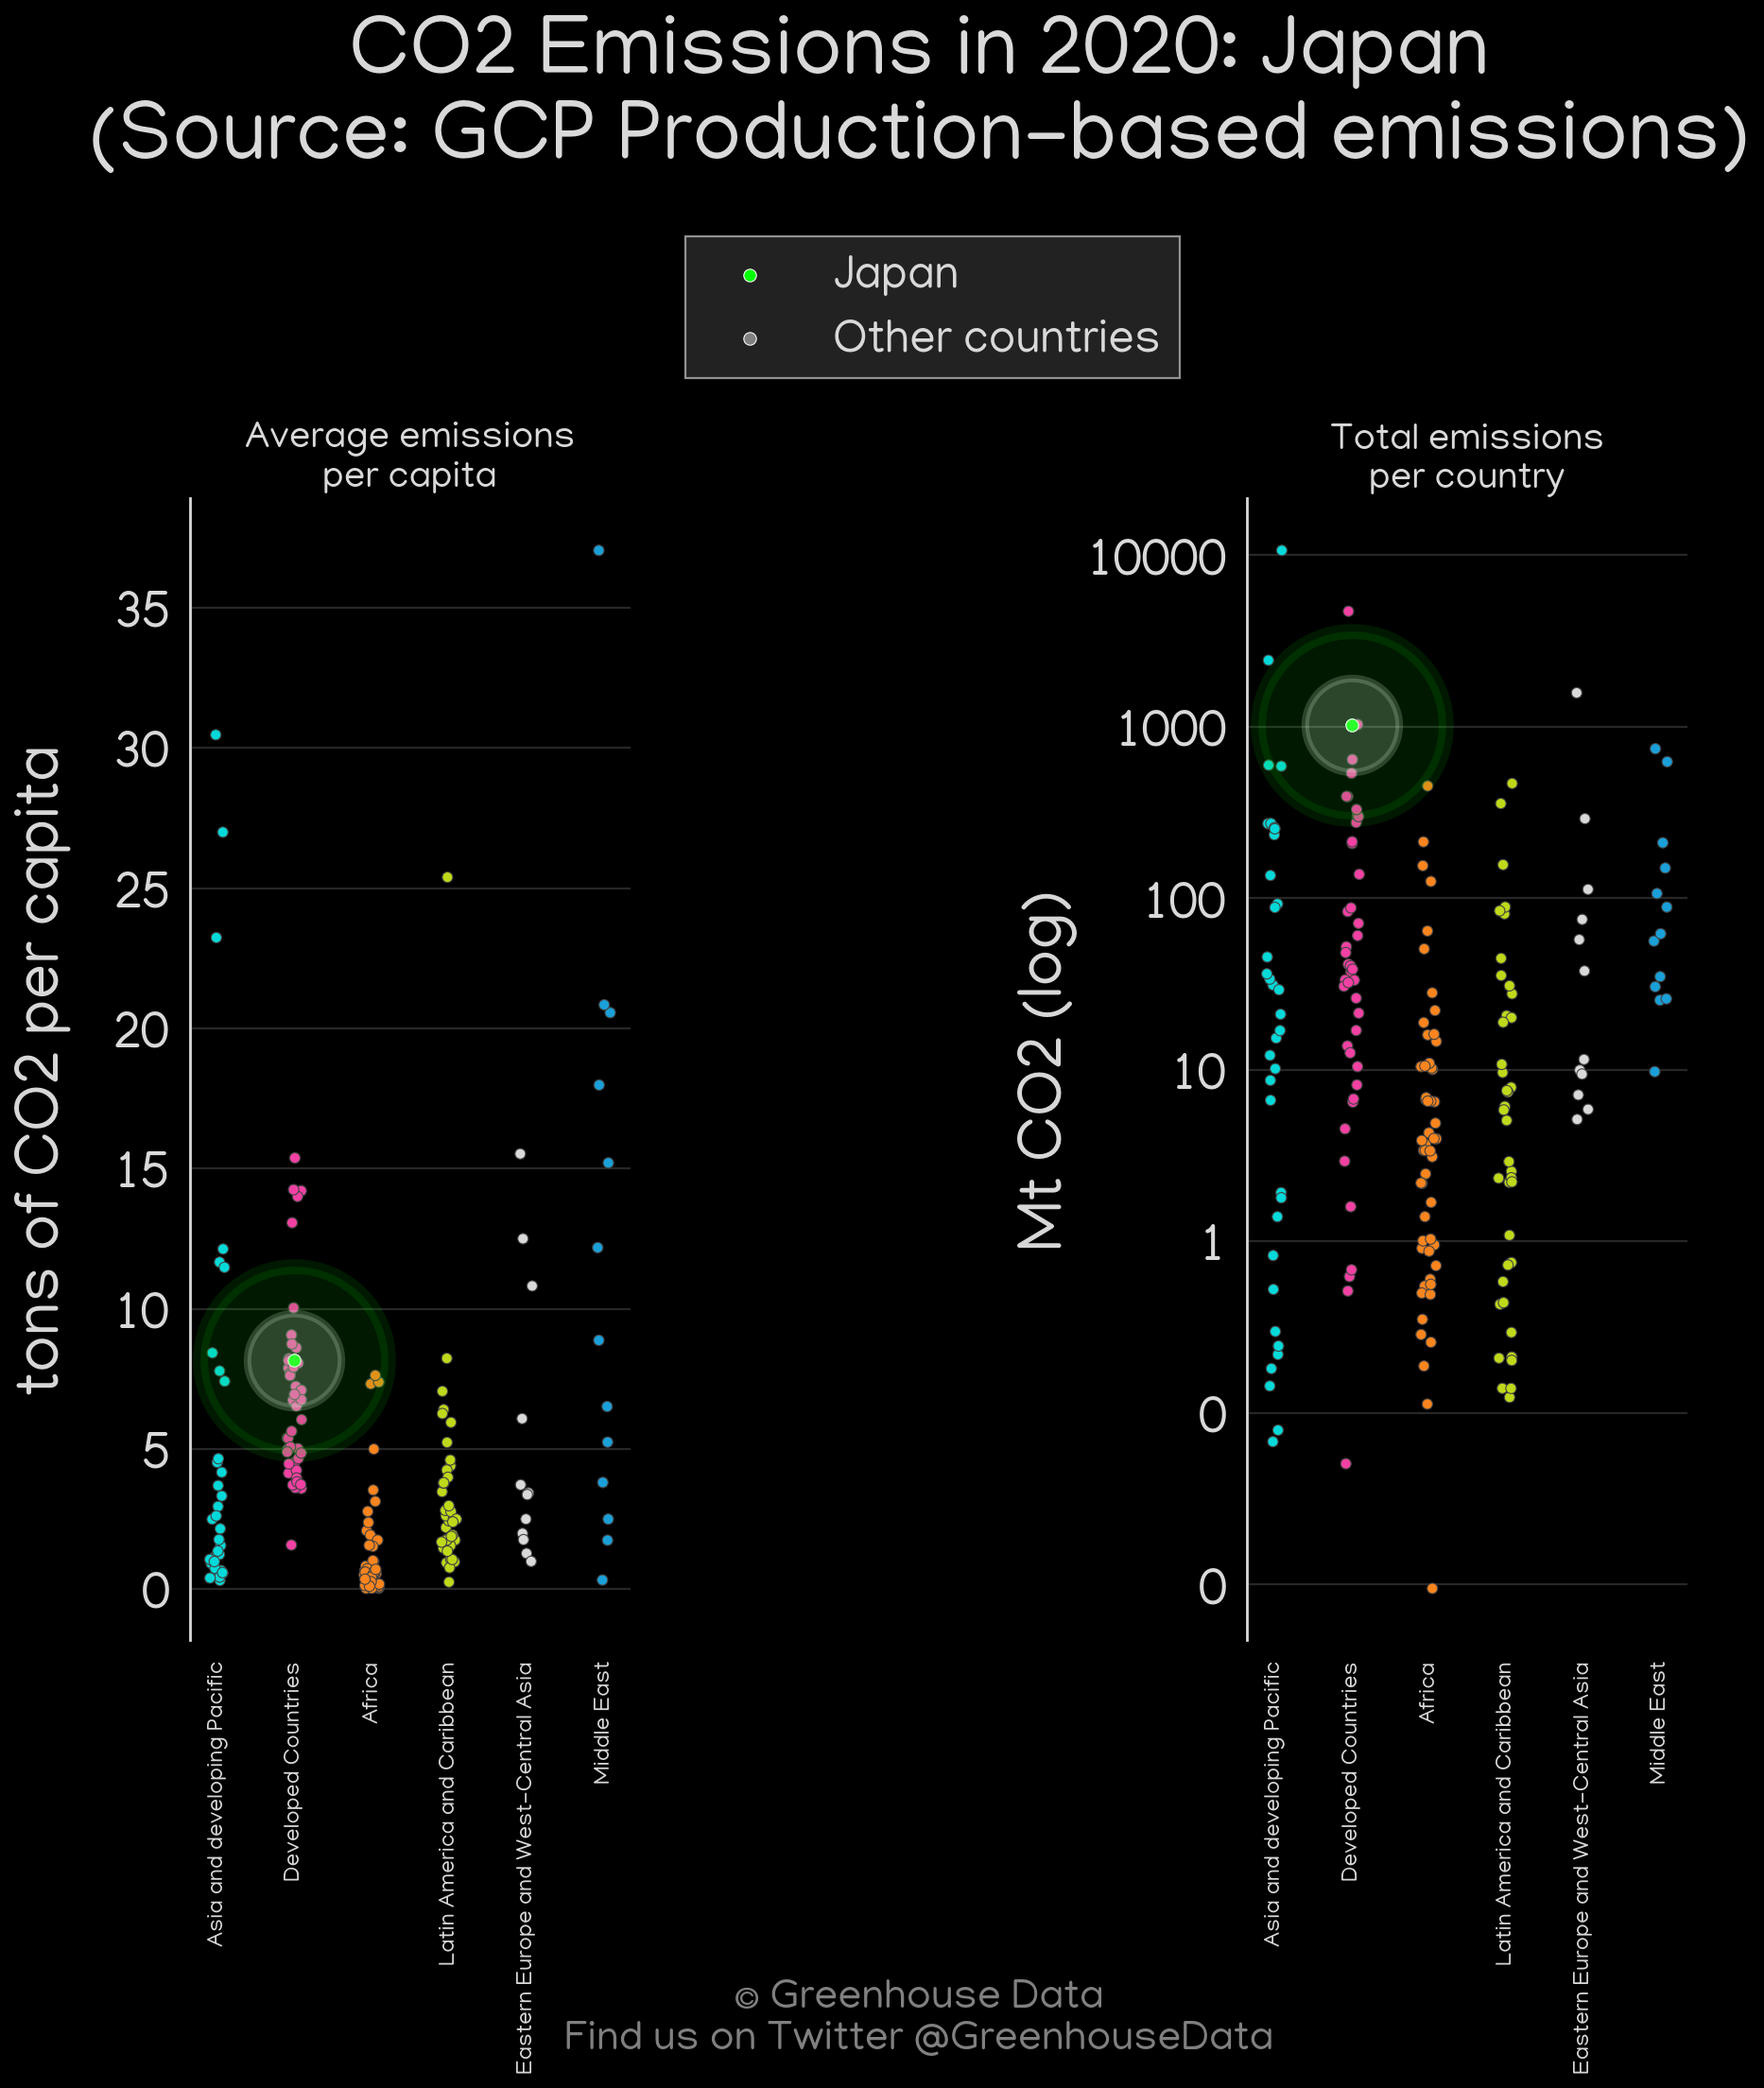 CO2 Emissions in 2020: Japan
(Source: GCP Production-based emissions)
Japan
Other countries
Average emissions
per capita
tons of CO2 per capita
35
30
25
20
15
10
5
0
Asia and developing Pacific
Developed Countries
Africa
Latin America and Caribbean
Eastern Europe and West-Central Asia
Middle East
Total emissions
per country
Mt CO2 (log)
10000
1000
100
10
1
0
0
Asia and developing Pacific
Developed Countries
Africa
Latin America and Caribbean
Eastern Europe and West-Central Asia
Middle East
© Greenhouse Data
Find us on Twitter @GreenhouseData